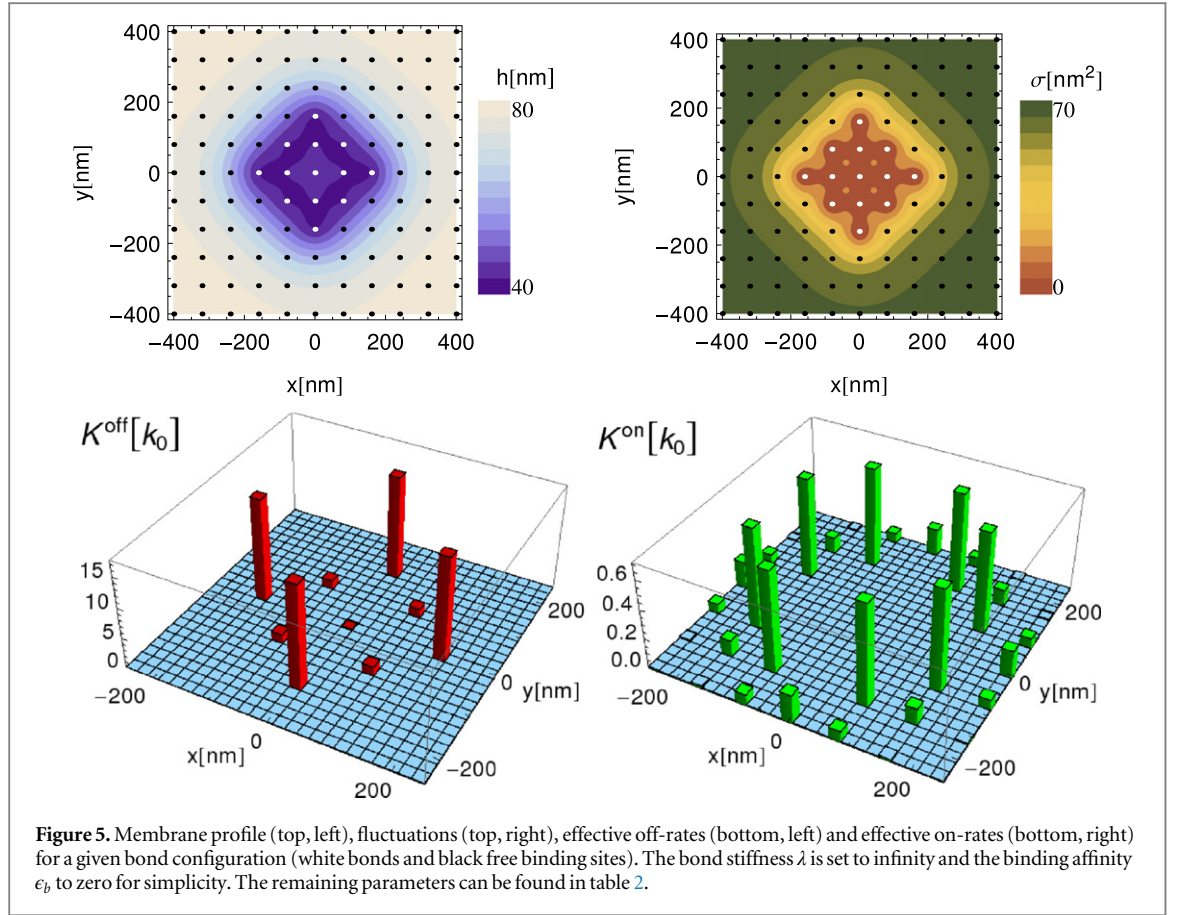 400
200
0
−200
−400
y[nm]
−400 −200 0 200 400
x[nm]
h[nm]
80
40
400
200
0
−200
−400
y[nm]
−400 −200 0 200 400
x[nm]
σ[nm²]
70
0
K^off[k₀]
15
10
5
0
−200
0
200
x[nm]
200
0
−200
y[nm]
K^on[k₀]
0.6
0.4
0.2
0.0
−200
0
200
x[nm]
200
0
−200
y[nm]
Figure 5. Membrane profile (top, left), fluctuations (top, right), effective off-rates (bottom, left) and effective on-rates (bottom, right)
for a given bond configuration (white bonds and black free binding sites). The bond stiffness λ is set to infinity and the binding affinity
ϵ_b to zero for simplicity. The remaining parameters can be found in table 2.